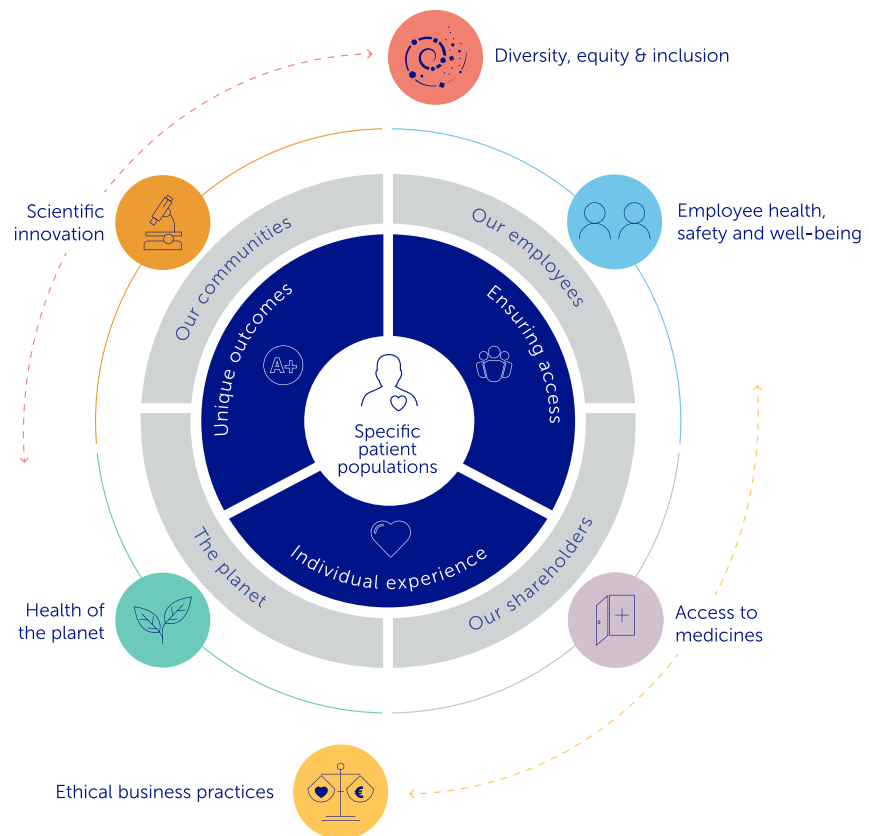 Diversity, equity & inclusion
Scientific
innovation
Employee health,
safety and well-being
Our communities
Our employees
Unique outcomes
A+
Ensuring access
Specific
patient
populations
Individual experience
The planet
Our shareholders
Health of
the planet
Access to
medicines
Ethical business practices
€